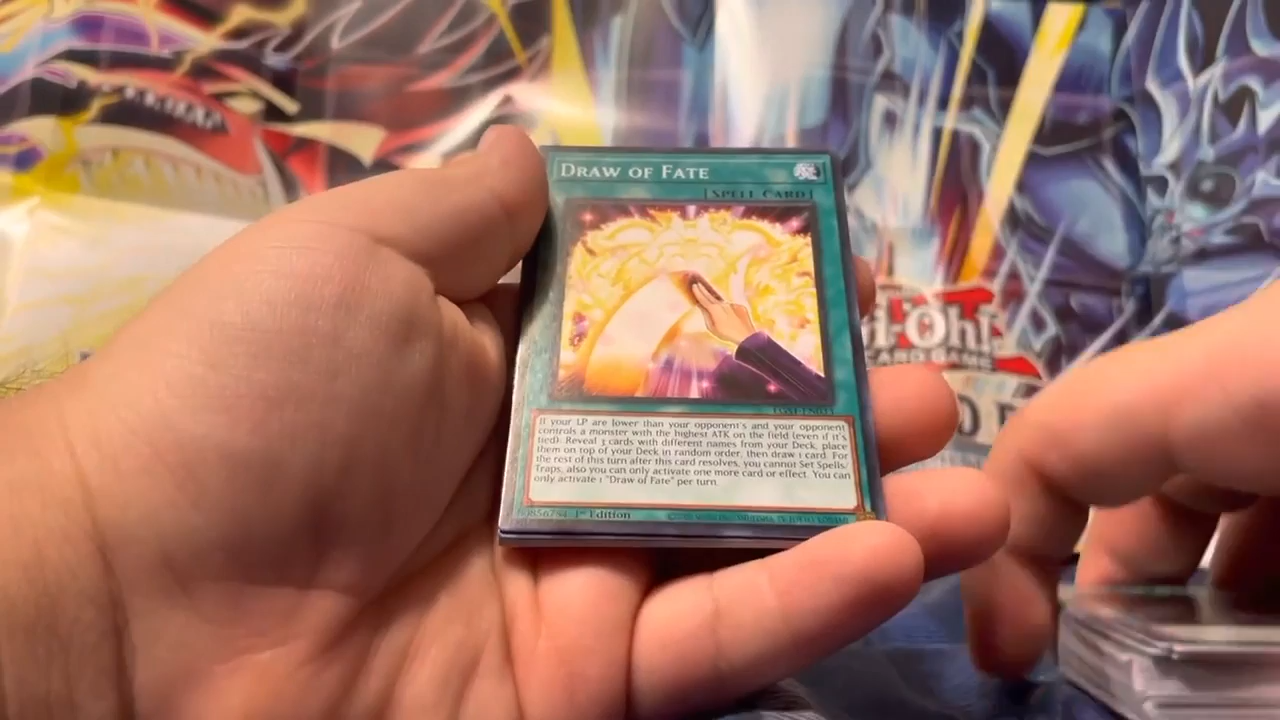 DRAW OF FATE
[SPELL CARD]
If your LP are lower than your opponent's and your opponent
controls a monster with the highest ATK on the field (even if it's
tied): Reveal 3 cards with different names from your Deck, place
them on top of your Deck in random order, then draw 1 card. For
the rest of this turn after this card resolves, you cannot Set Spells/
Traps, also you can only activate one more card or effect. You can
only activate 1 "Draw of Fate" per turn.
1st Edition
i-Oh!
CARD GAME